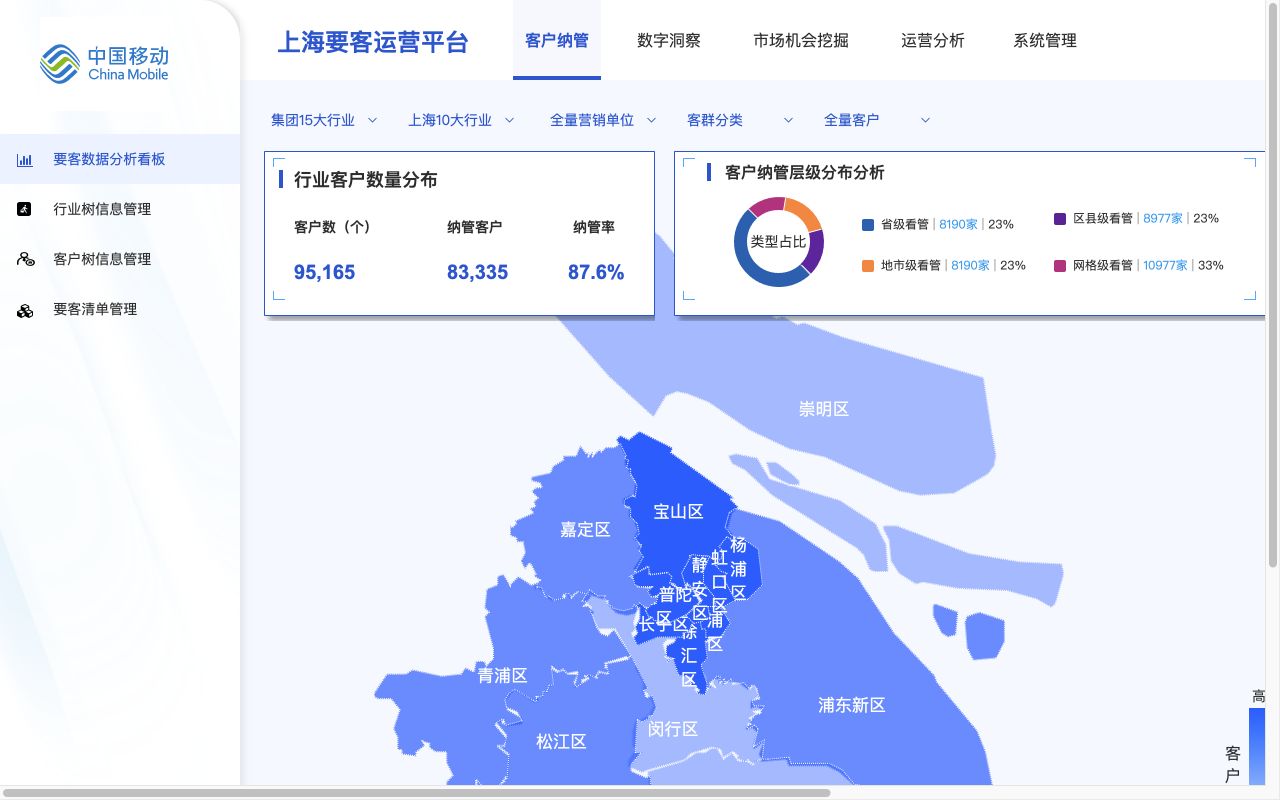 中国移动
China Mobile
上海要客运营平台
客户纳管
数字洞察
市场机会挖掘
运营分析
系统管理
要客数据分析看板
行业树信息管理
客户树信息管理
要客清单管理
集团15大行业
上海10大行业
全量营销单位
客群分类
全量客户
行业客户数量分布
客户数（个）
纳管客户
纳管率
95,165
83,335
87.6%
客户纳管层级分布分析
类型占比
省级看管 | 8190家 | 23%
区县级看管 | 8977家 | 23%
地市级看管 | 8190家 | 23%
网格级看管 | 10977家 | 33%
崇明区
宝山区
嘉定区
杨浦区
虹口区
静安区
普陀区
长宁区
浦区
徐汇区
青浦区
浦东新区
闵行区
松江区
高
客户